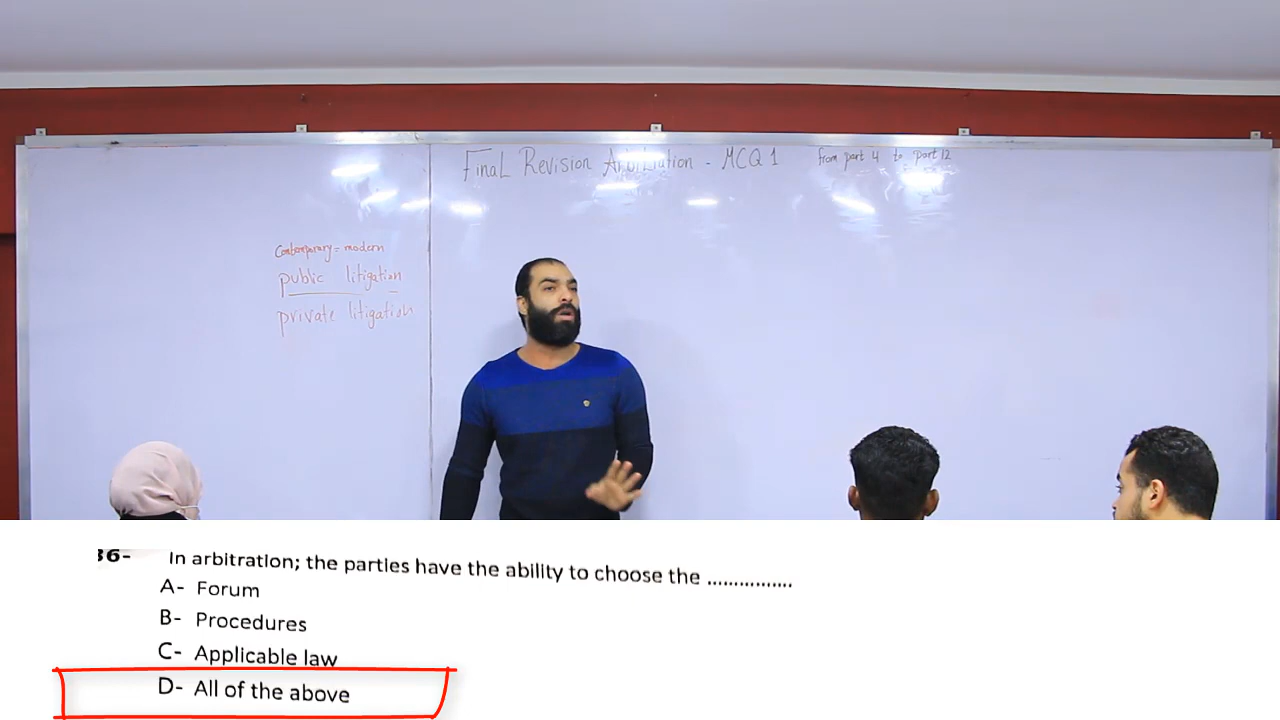 Final Revision Arbitration - MCQ 1 from part 4 to part 12
Contemporary = modern
public litigation
private litigation
36- In arbitration; the parties have the ability to choose the ................
A- Forum
B- Procedures
C- Applicable law
D- All of the above